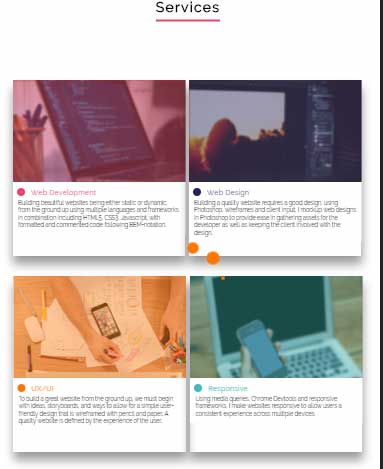 Services
Web Development
Building beautiful websites being either static or dynamic,
from the ground up using multiple languages and frameworks
in combination including HTML5, CSS3, Javascript, with
formatted and commented code following BEM-notation.
Web Design
Building a quality website requires a good design, using
Photoshop, wireframes and client input. I mockup web designs
in Photoshop to provide ease in gathering assets for the
developer as well as keeping the client involved with the
design.
UX/UI
To build a great website from the ground up, we must begin
with ideas, storyboards, and ways to allow for a simple user-
friendly design that is wireframed with pencil and paper. A
quality website is defined by the experience of the user.
Responsive
Using media queries, Chrome Devtools and responsive
frameworks. I make websites responsive to allow users a
consistent experience across multiple devices